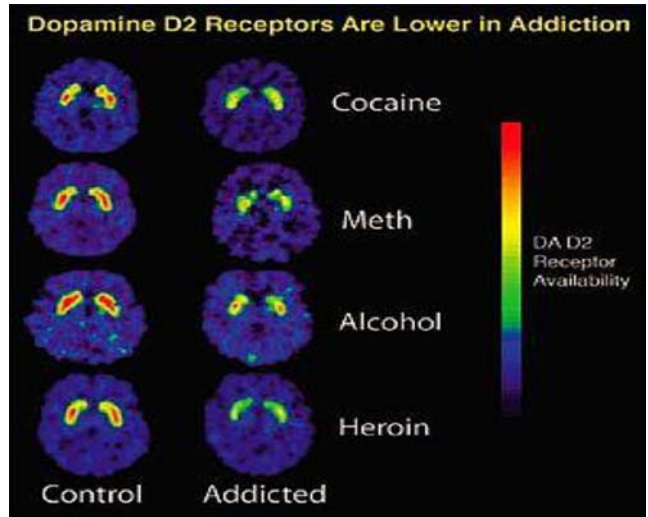 Dopamine D2 Receptors Are Lower in Addiction
Cocaine
Meth
DA D2
Receptor
Availability
Alcohol
Heroin
Control Addicted